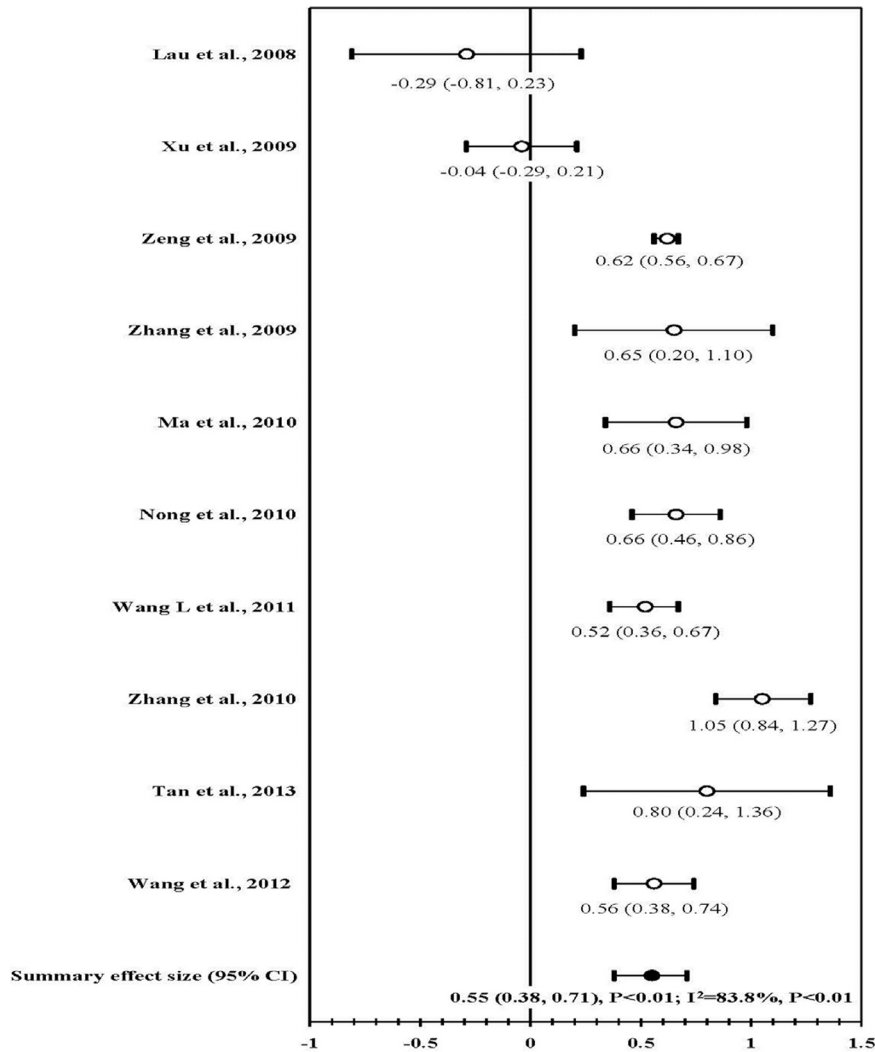 Lau et al., 2008
-0.29 (-0.81, 0.23)
Xu et al., 2009
-0.04 (-0.29, 0.21)
Zeng et al., 2009
0.62 (0.56, 0.67)
Zhang et al., 2009
0.65 (0.20, 1.10)
Ma et al., 2010
0.66 (0.34, 0.98)
Nong et al., 2010
0.66 (0.46, 0.86)
Wang L et al., 2011
0.52 (0.36, 0.67)
Zhang et al., 2010
1.05 (0.84, 1.27)
Tan et al., 2013
0.80 (0.24, 1.36)
Wang et al., 2012
0.56 (0.38, 0.74)
Summary effect size (95% CI)
0.55 (0.38, 0.71), P<0.01; I²=83.8%, P<0.01
-1 -0.5 0 0.5 1 1.5